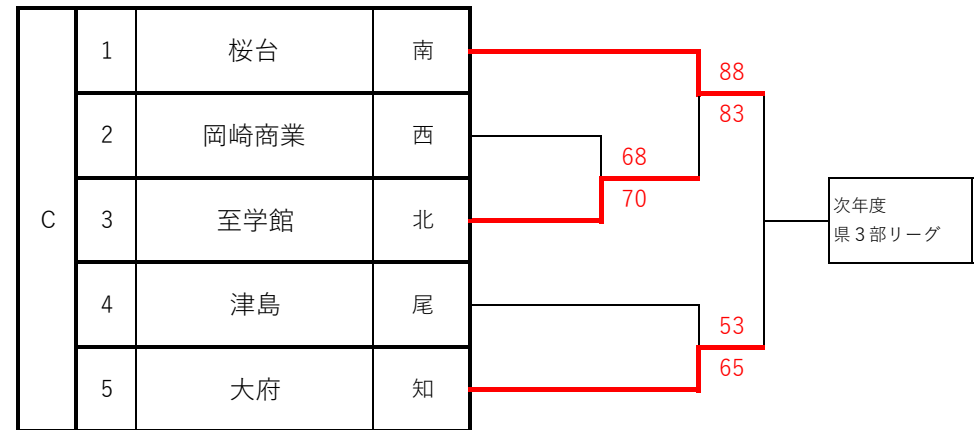 C
1 桜台 南
2 岡崎商業 西
3 至学館 北
4 津島 尾
5 大府 知
88
83
68
70
53
65
次年度
県３部リーグ